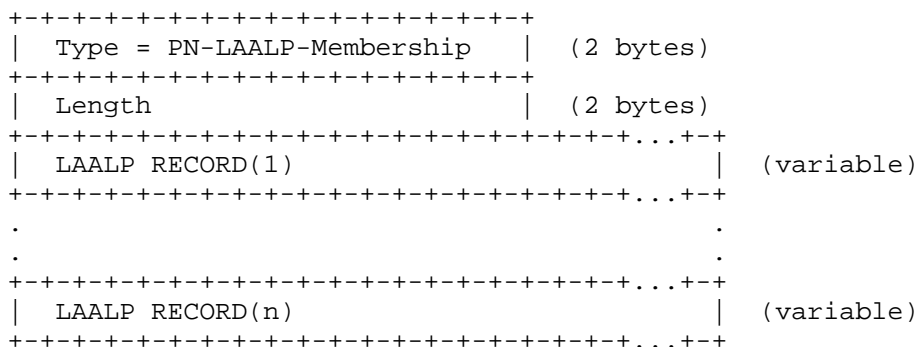 +-+-+-+-+-+-+-+-+-+-+-+-+-+-+-+-+
|  Type = PN-LAALP-Membership   |  (2 bytes)
+-+-+-+-+-+-+-+-+-+-+-+-+-+-+-+-+
|  Length                       |  (2 bytes)
+-+-+-+-+-+-+-+-+-+-+-+-+-+-+-+-+-+-+-+...+-+
|  LAALP RECORD(1)                          |  (variable)
+-+-+-+-+-+-+-+-+-+-+-+-+-+-+-+-+-+-+-+...+-+
.                                           .
.                                           .
+-+-+-+-+-+-+-+-+-+-+-+-+-+-+-+-+-+-+-+...+-+
|  LAALP RECORD(n)                          |  (variable)
+-+-+-+-+-+-+-+-+-+-+-+-+-+-+-+-+-+-+-+...+-+